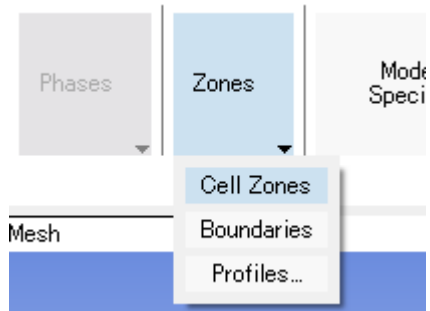 Phases
Zones
Mode
Speci
Cell Zones
Mesh
Boundaries
Profiles...